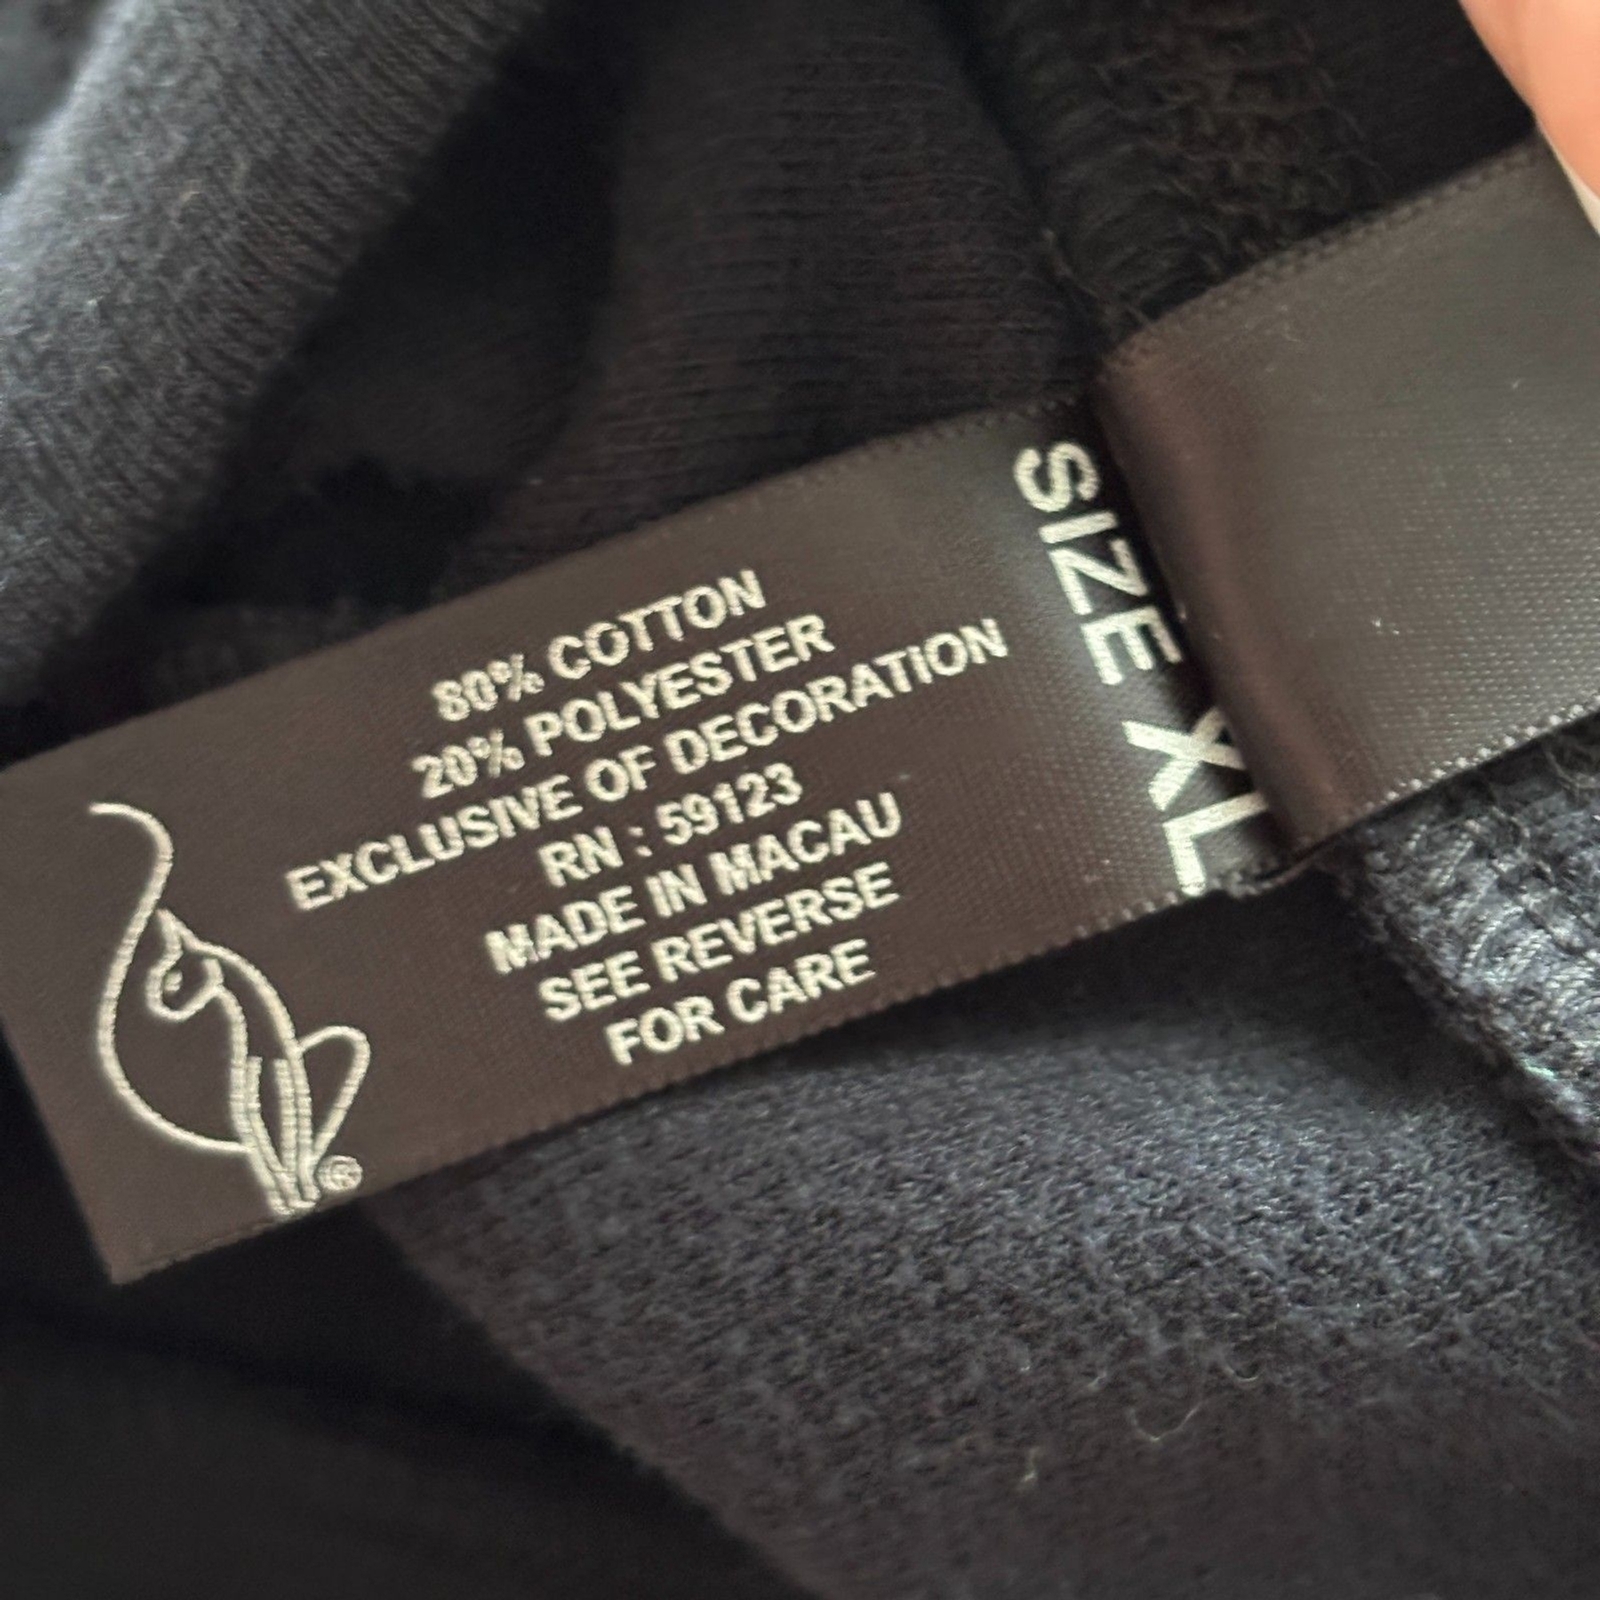 80% COTTON
20% POLYESTER
EXCLUSIVE OF DECORATION
RN : 59123
MADE IN MACAU
SEE REVERSE
FOR CARE
SIZE XL
®